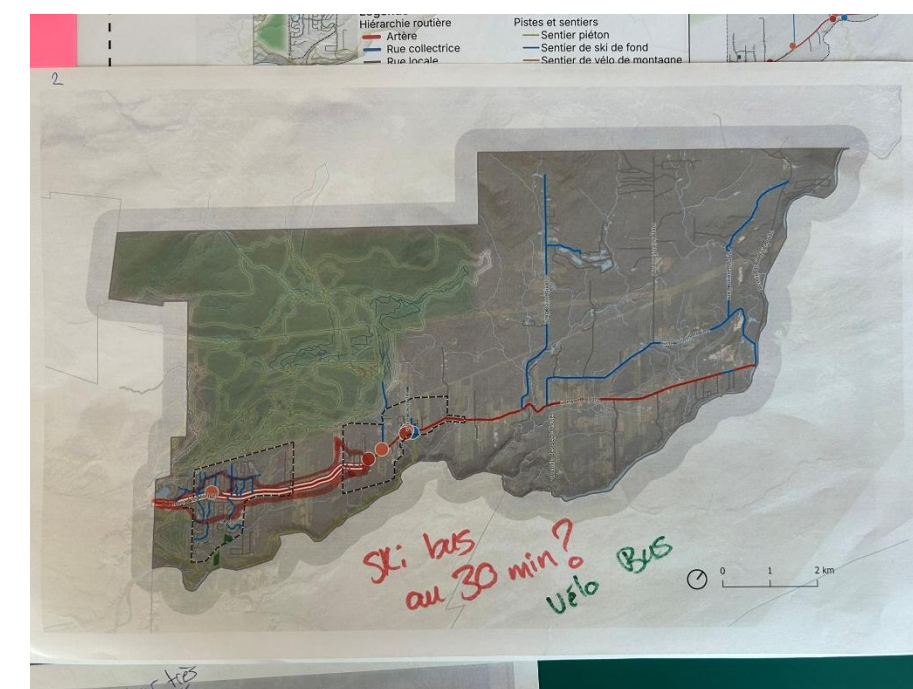 Hiérarchie routière
Artère
Rue collectrice
Rue locale
Pistes et sentiers
Sentier piéton
Sentier de ski de fond
Sentier de vélo de montagne
2
Ski bus
au 30 min?
Vélo Bus
0 1 2 km
très